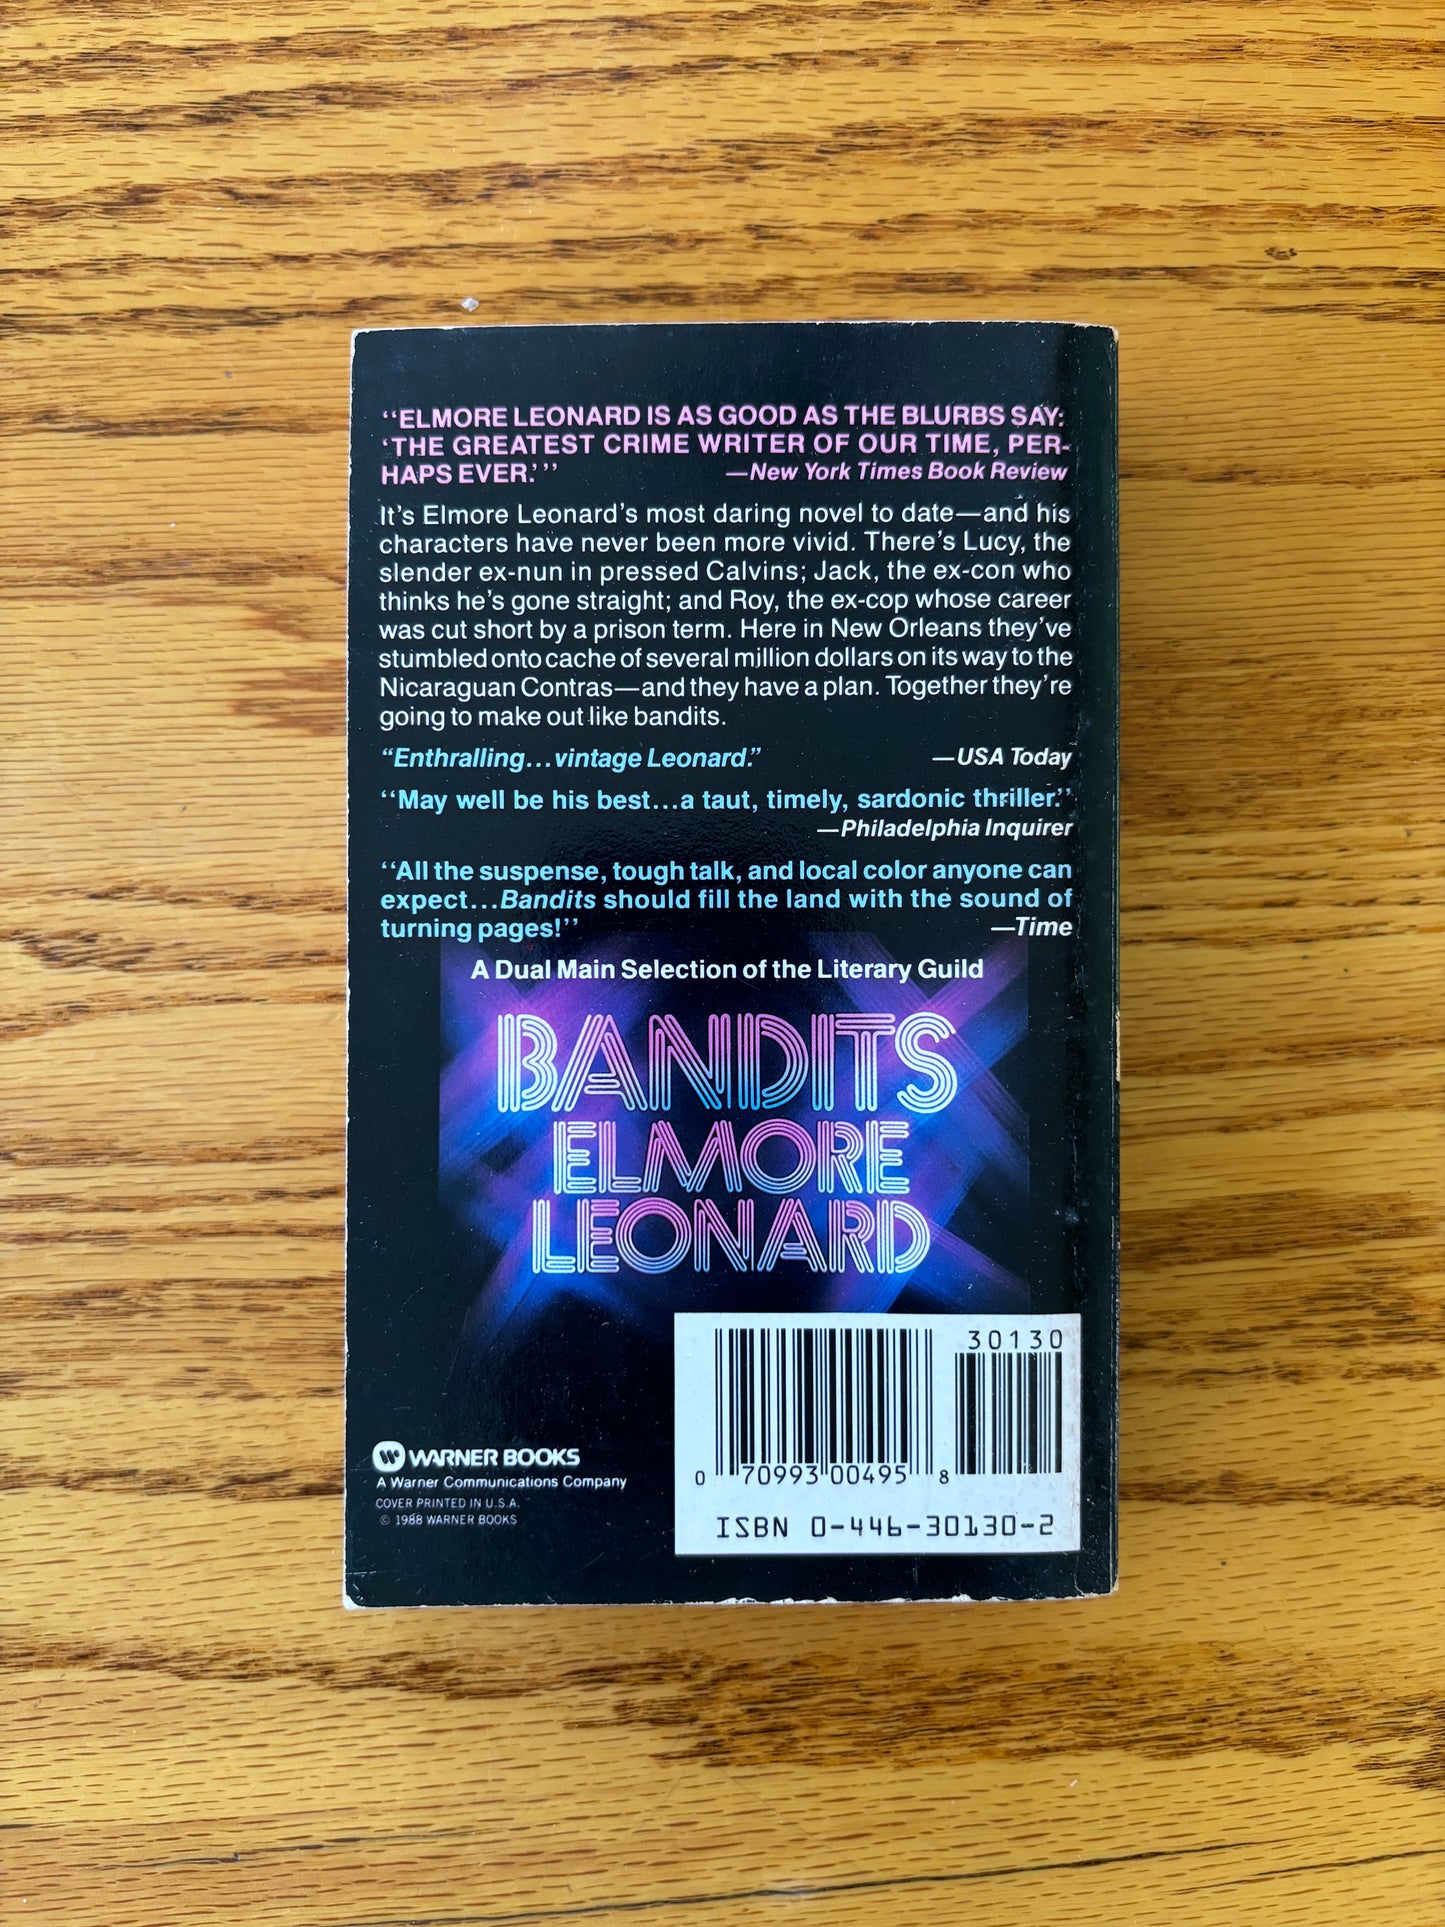 ‘‘ELMORE LEONARD IS AS GOOD AS THE BLURBS SAY:
‘THE GREATEST CRIME WRITER OF OUR TIME, PER-
HAPS EVER.’’’ —New York Times Book Review
It’s Elmore Leonard’s most daring novel to date—and his
characters have never been more vivid. There’s Lucy, the
slender ex-nun in pressed Calvins; Jack, the ex-con who
thinks he’s gone straight; and Roy, the ex-cop whose career
was cut short by a prison term. Here in New Orleans they’ve
stumbled onto cache of several million dollars on its way to the
Nicaraguan Contras—and they have a plan. Together they’re
going to make out like bandits.
“Enthralling...vintage Leonard.” —USA Today
‘‘May well be his best...a taut, timely, sardonic thriller.’’
—Philadelphia Inquirer
‘‘All the suspense, tough talk, and local color anyone can
expect...Bandits should fill the land with the sound of
turning pages!’’ —Time
A Dual Main Selection of the Literary Guild
BANDITS
ELMORE
LEONARD
30130
0 70993 00495 8
ISBN 0-446-30130-2
WARNER BOOKS
A Warner Communications Company
COVER PRINTED IN U.S.A.
© 1988 WARNER BOOKS